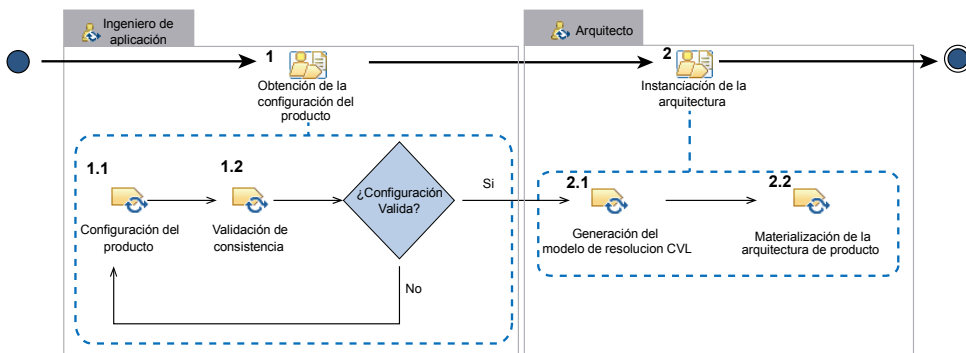 Ingeniero de
aplicación
Arquitecto
1
Obtención de la
configuración del
producto
2
Instanciación de la
arquitectura
1.1
Configuración del
producto
1.2
Validación de
consistencia
¿Configuración
Valida?
Si
No
2.1
Generación del
modelo de resolucion CVL
2.2
Materialización de la
arquitectura de producto